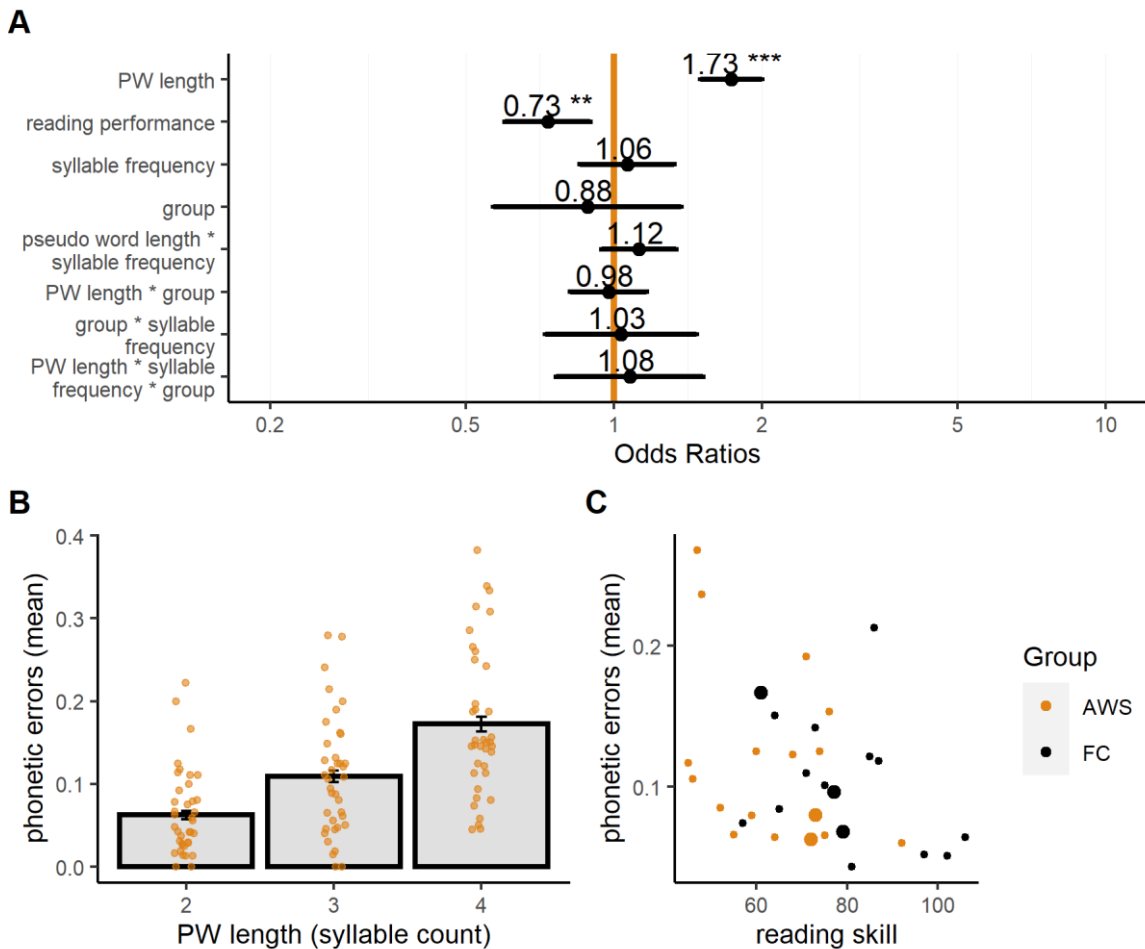 A
PW length
1.73 ***
reading performance
0.73 **
syllable frequency
1.06
group
0.88
pseudo word length *
syllable frequency
1.12
PW length * group
0.98
group * syllable
frequency
1.03
PW length * syllable
frequency * group
1.08
0.2 0.5 1 2 5 10
Odds Ratios
B
phonetic errors (mean)
0.4
0.3
0.2
0.1
0.0
2 3 4
PW length (syllable count)
C
phonetic errors (mean)
0.2
0.1
60 80 100
reading skill
Group
AWS
FC